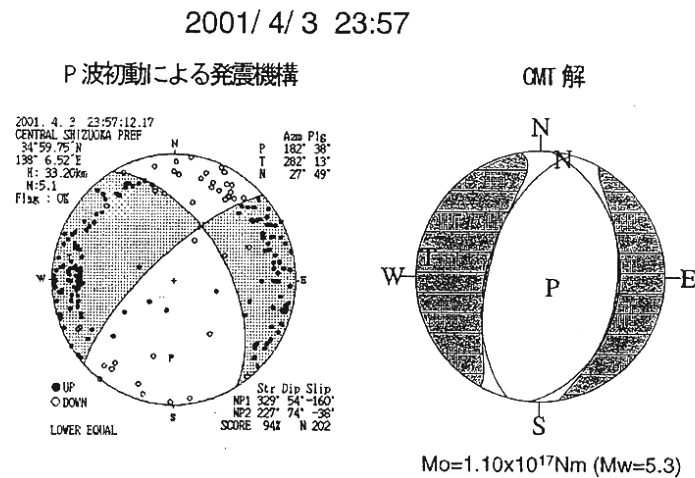 2001/ 4/ 3 23:57
P 波初動による発震機構
CMT 解
2001. 4. 3 23:57:12.17
CENTRAL SHIZUOKA PREF
34°59.75'N
138° 6.52'E
H: 33.20km
M:5.1
Flag : OK
Azm Plg
P 182° 38°
T 282° 13°
N 27° 49°
N
W
E
S
+
P
● UP
○ DOWN
LOWER EQUAL
Str Dip Slip
NP1 329° 54°-160°
NP2 227° 74° -38°
SCORE 94% N 202
N
N
T
W
P
E
S
Mo=1.10x10¹⁷Nm (Mw=5.3)